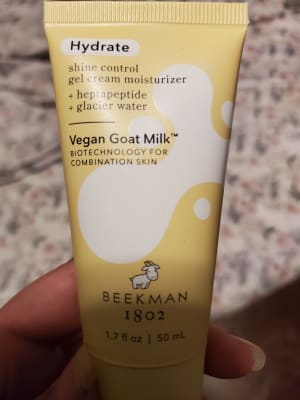 Hydrate
shine control
gel cream moisturizer
+ heptapeptide
+ glacier water
Vegan Goat Milk™
BIOTECHNOLOGY FOR
COMBINATION SKIN
BEEKMAN
1802
1.7 fl oz | 50 mL